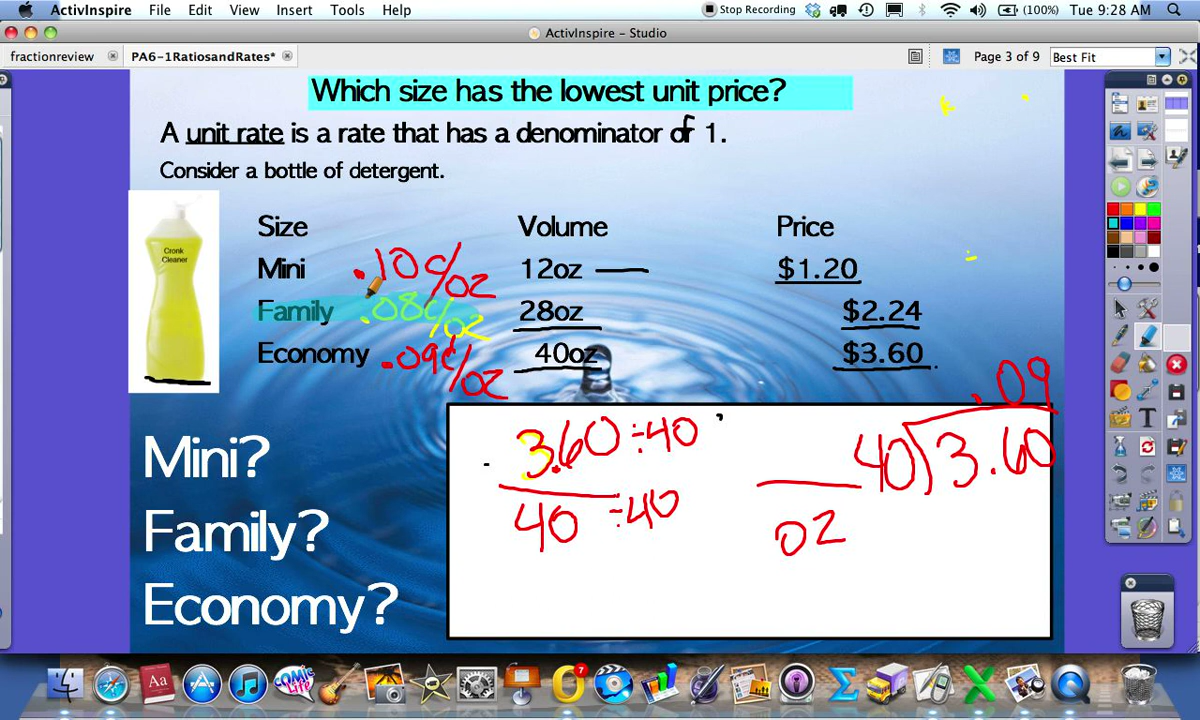 ActivInspire File Edit View Insert Tools Help Stop Recording (100%) Tue 9:28 AM
ActivInspire – Studio
fractionreview PA6-1RatiosandRates* Page 3 of 9 Best Fit
Which size has the lowest unit price?
A unit rate is a rate that has a denominator of 1.
Consider a bottle of detergent.
Cronk
Cleaner
Size Volume Price
Mini .10¢/oz 12oz $1.20
Family .08¢/oz 28oz $2.24
Economy .09¢/oz 40oz $3.60
.09
3.60÷40 40)3.60
40 ÷40 oz
Mini?
Family?
Economy?
T
Aa
COMIC
LIFE
7
Σ
X